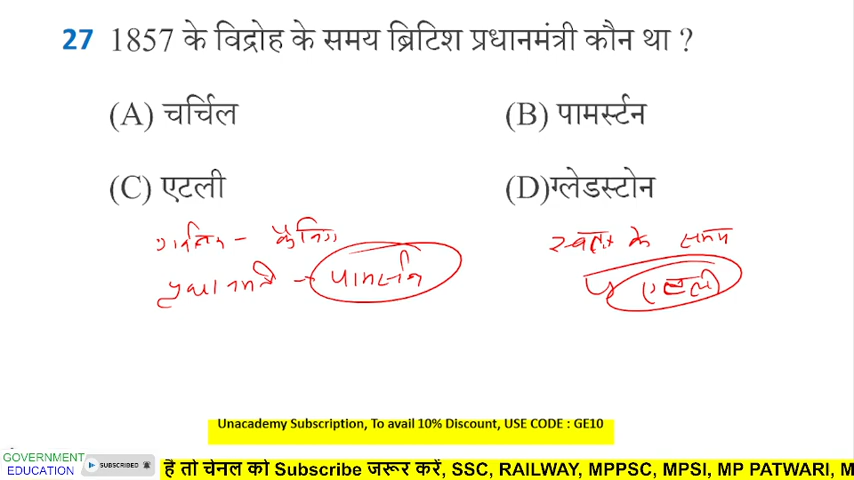 27 1857 के विद्रोह के समय ब्रिटिश प्रधानमंत्री कौन था ?
(A) चर्चिल
(B) पामर्स्टन
(C) एटली
(D)ग्लेडस्टोन
कैनिंग
के समय
प्रधानमंत्री → पामर्स्टन
एटली
Unacademy Subscription, To avail 10% Discount, USE CODE : GE10
GOVERNMENT
EDUCATION
SUBSCRIBED
है तो चेनल को Subscribe जरूर करें, SSC, RAILWAY, MPPSC, MPSI, MP PATWARI, M